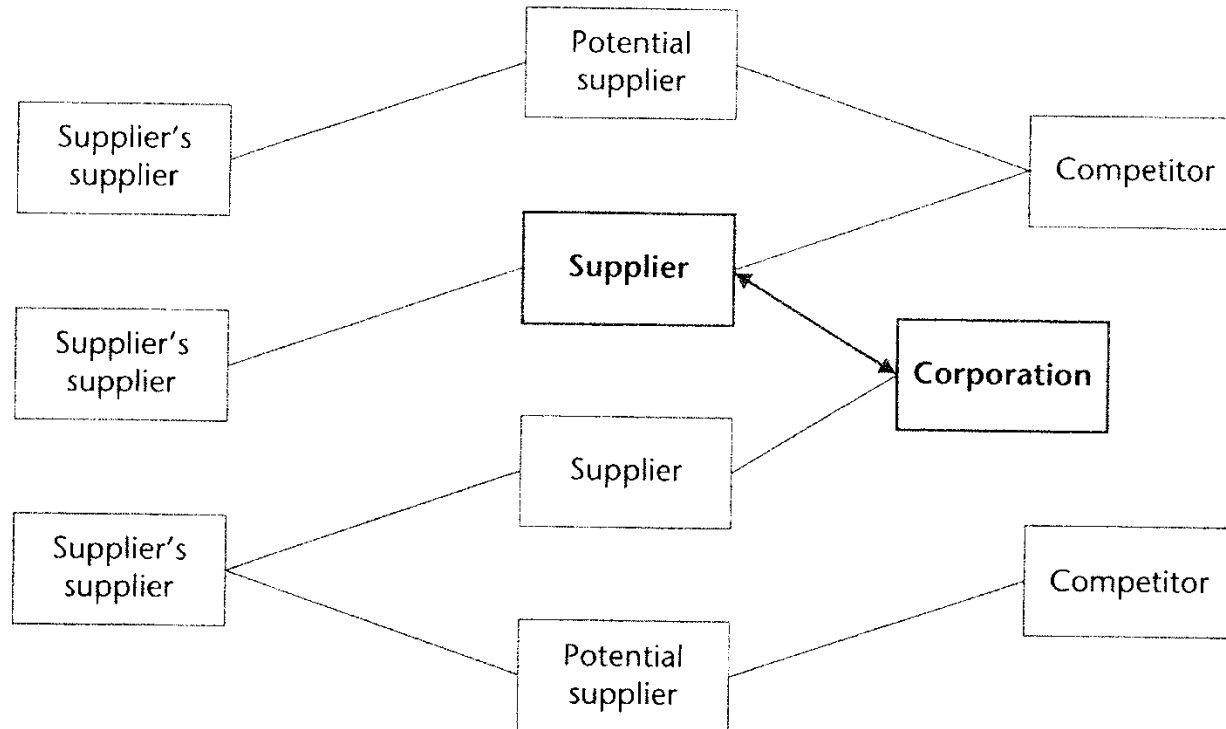 Potential
supplier
Supplier's
supplier
Competitor
Supplier
Supplier's
supplier
Corporation
Supplier
Supplier's
supplier
Competitor
Potential
supplier